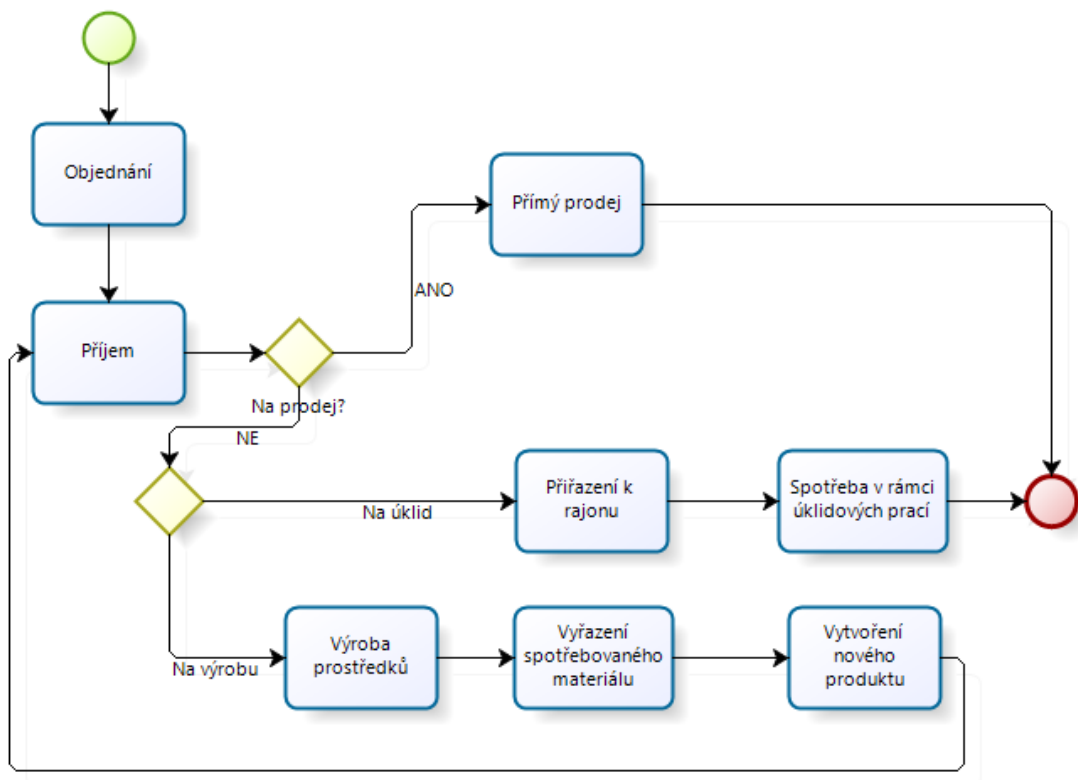 Objednání
Přímý prodej
ANO
Příjem
Na prodej?
NE
Na úklid
Přiřazení k
rajonu
Spotřeba v rámci
úklidových prací
Na výrobu
Výroba
prostředků
Vyřazení
spotřebovaného
materiálu
Vytvoření
nového
produktu